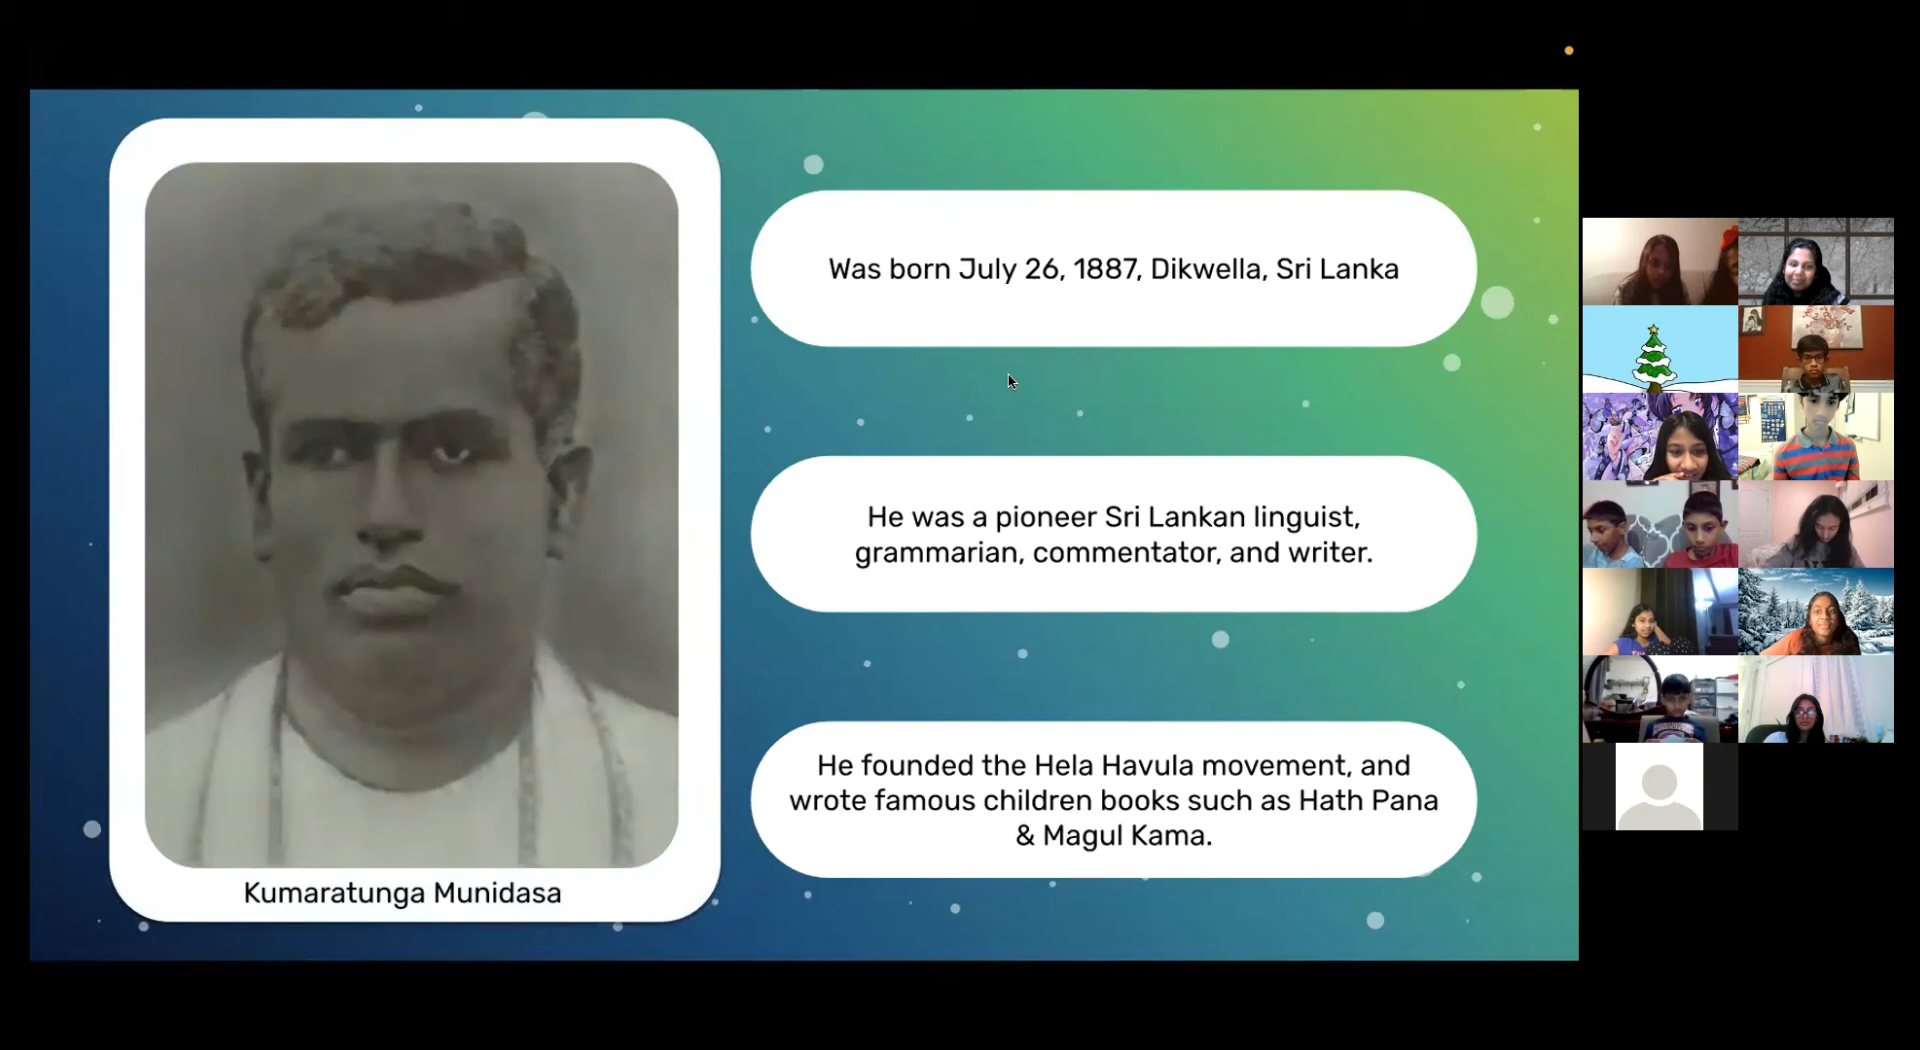 Was born July 26, 1887, Dikwella, Sri Lanka
He was a pioneer Sri Lankan linguist,
grammarian, commentator, and writer.
He founded the Hela Havula movement, and
wrote famous children books such as Hath Pana
& Magul Kama.
Kumaratunga Munidasa